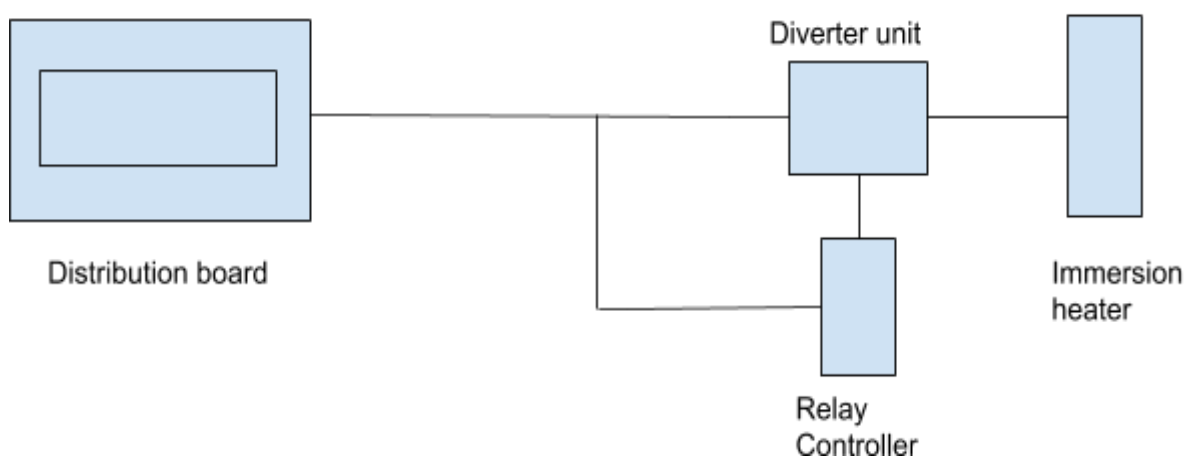 Diverter unit
Distribution board
Immersion
heater
Relay
Controller